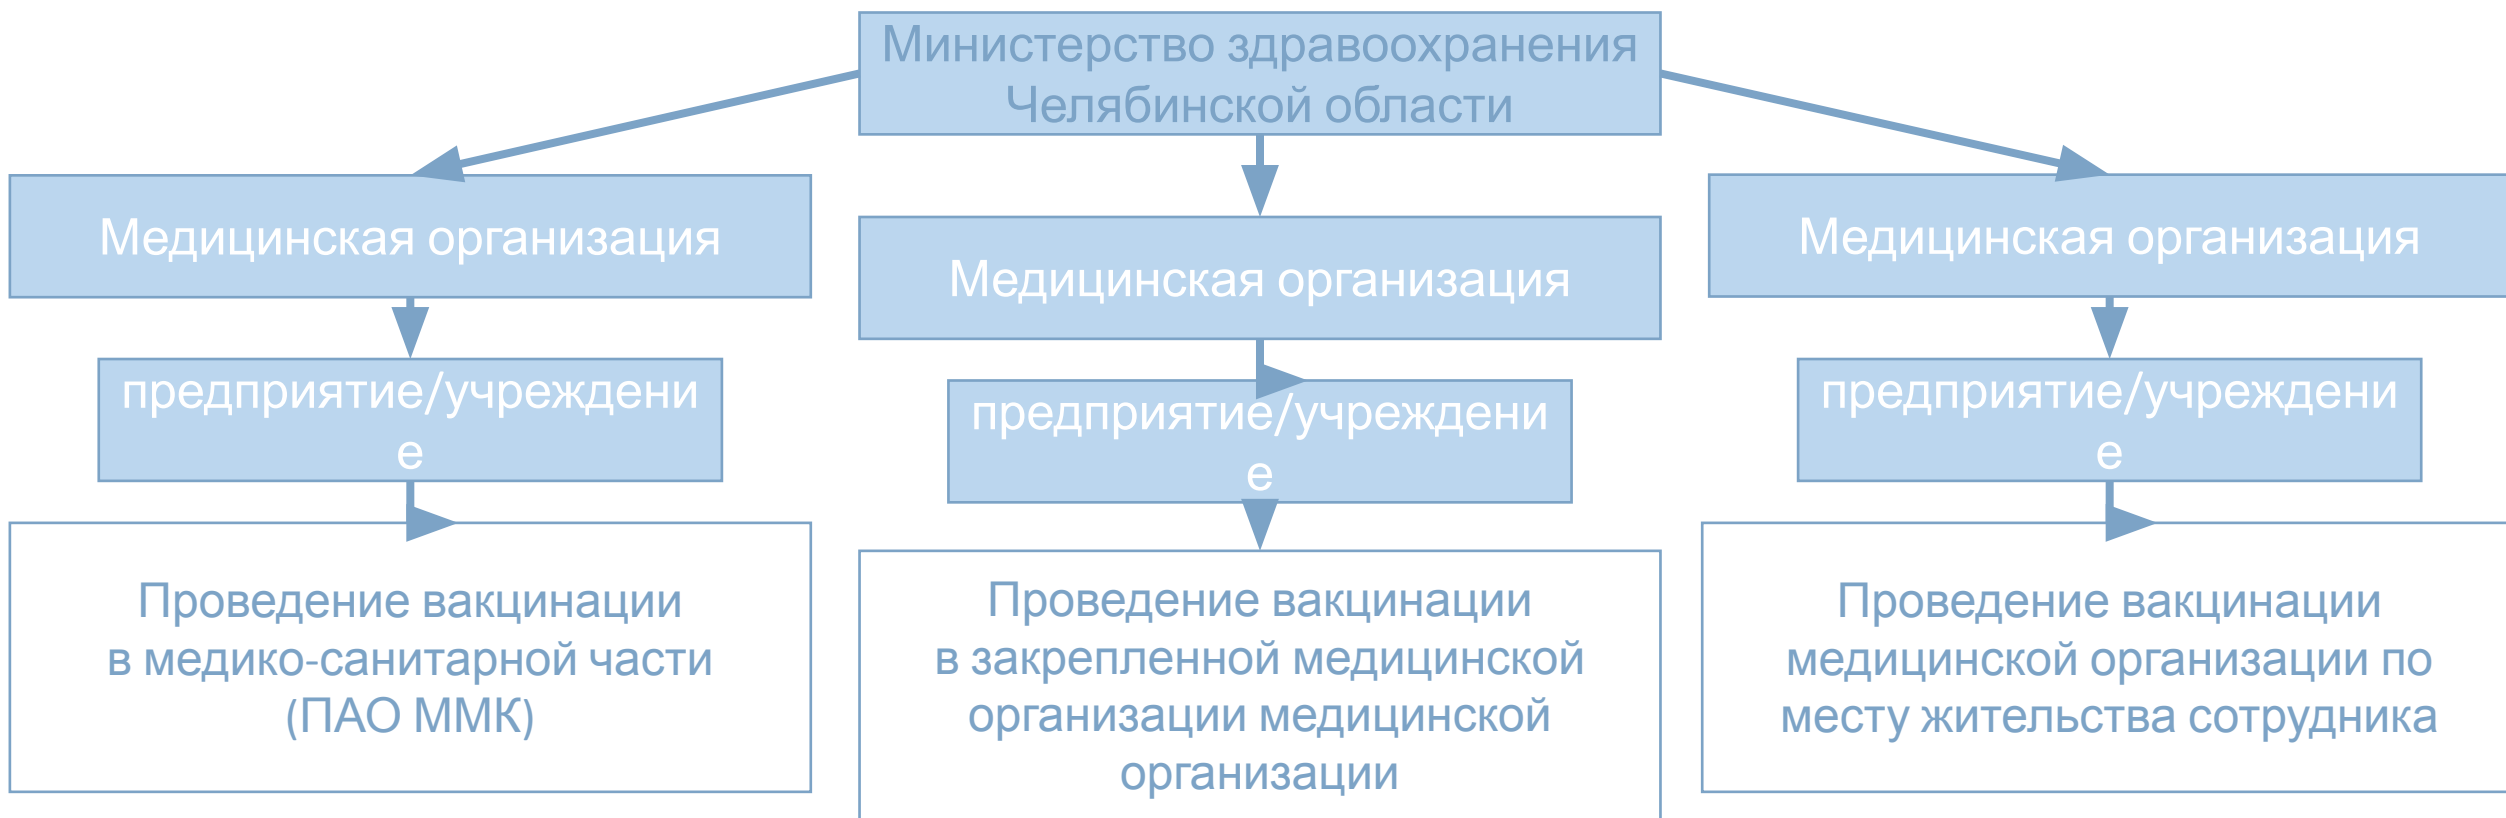 Министерство здравоохранения
Челябинской области
Медицинская организация
Медицинская организация
Медицинская организация
предприятие/учреждени
е
предприятие/учреждени
е
предприятие/учреждени
е
Проведение вакцинации
в медико-санитарной части
(ПАО ММК)
Проведение вакцинации
в закрепленной медицинской
организации медицинской
организации
Проведение вакцинации
медицинской организации по
месту жительства сотрудника